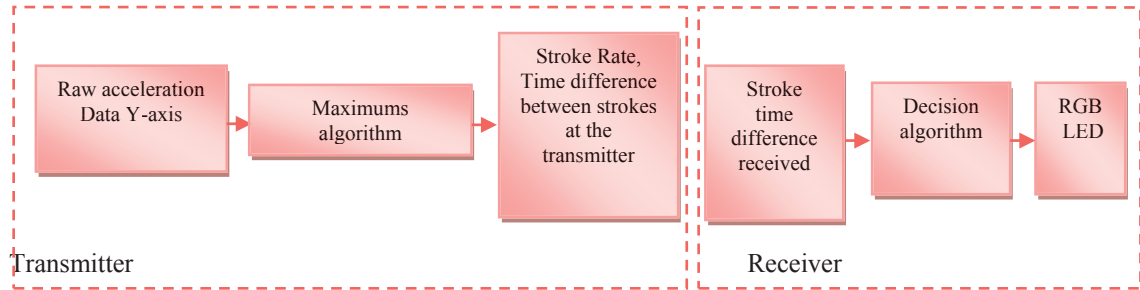 Raw acceleration
Data Y-axis
Maximums
algorithm
Stroke Rate,
Time difference
between strokes
at the
transmitter
Stroke
time
difference
received
Decision
algorithm
RGB
LED
Transmitter
Receiver